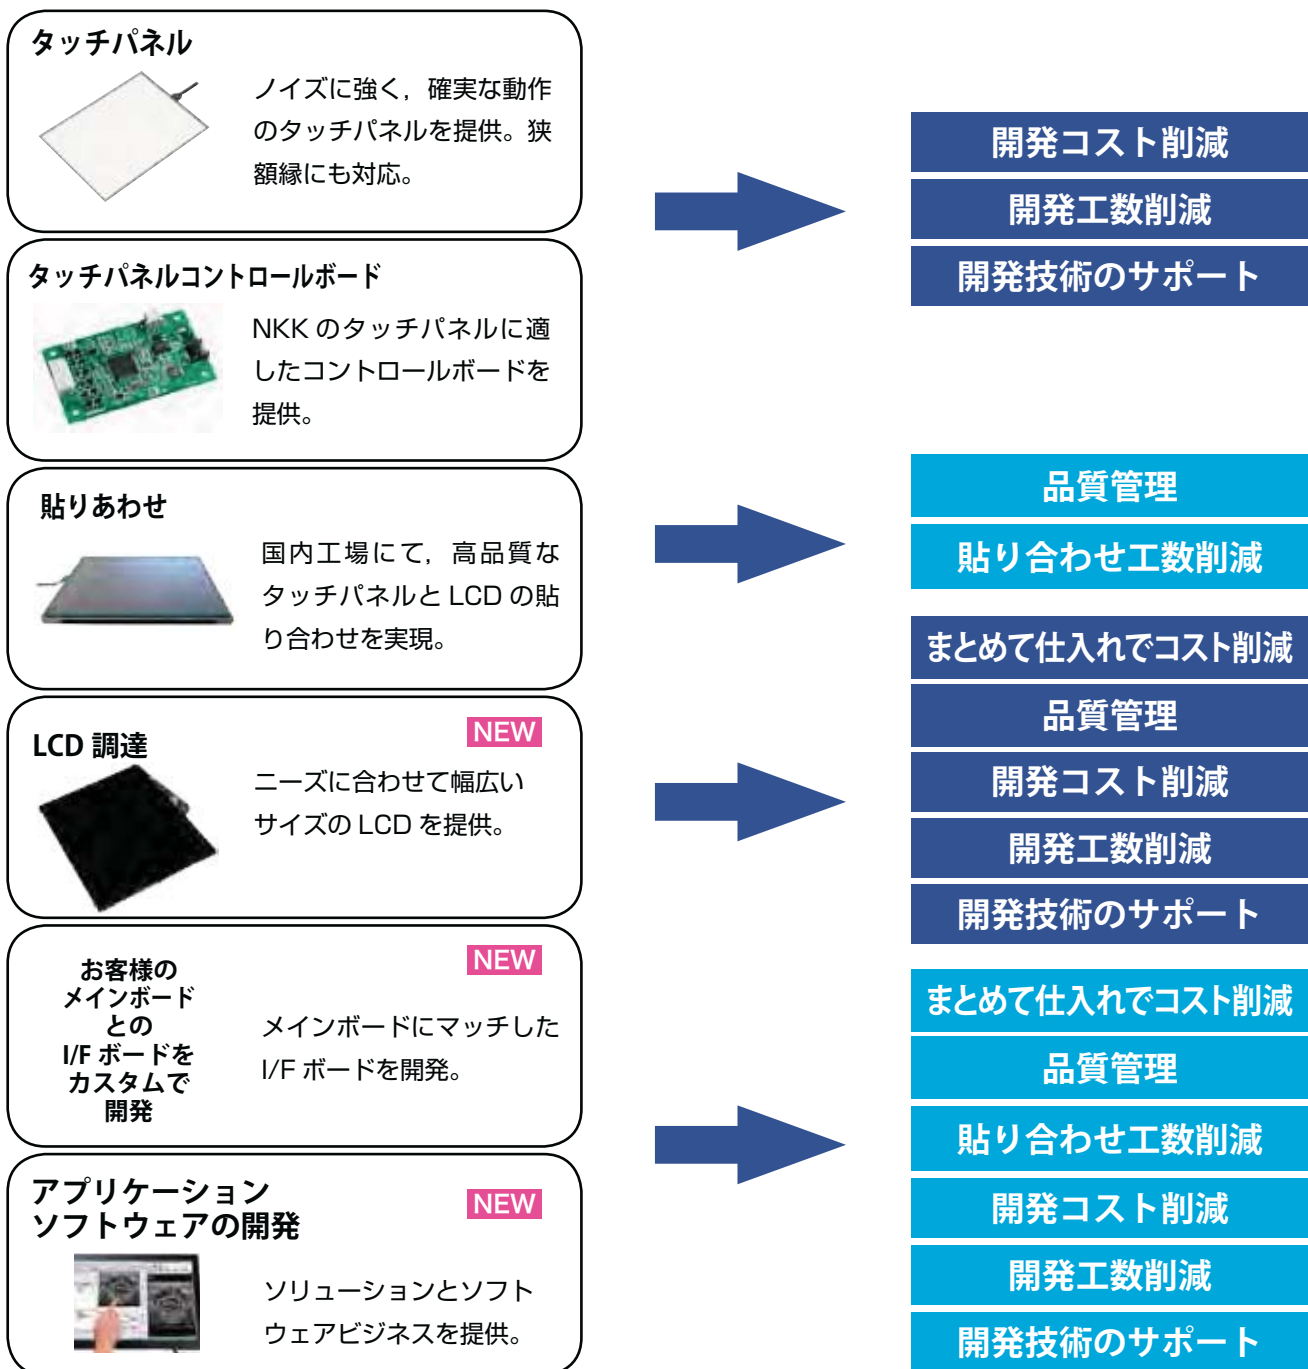 タッチパネル
ノイズに強く，確実な動作
のタッチパネルを提供。狭
額縁にも対応。
タッチパネルコントロールボード
NKK のタッチパネルに適
したコントロールボードを
提供。
貼りあわせ
国内工場にて，高品質な
タッチパネルと LCD の貼
り合わせを実現。
LCD 調達
NEW
ニーズに合わせて幅広い
サイズの LCD を提供。
お客様の
メインボード
との
I/F ボードを
カスタムで
開発
NEW
メインボードにマッチした
I/F ボードを開発。
アプリケーション
ソフトウェアの開発
NEW
ソリューションとソフト
ウェアビジネスを提供。
開発コスト削減
開発工数削減
開発技術のサポート
品質管理
貼り合わせ工数削減
まとめて仕入れでコスト削減
品質管理
開発コスト削減
開発工数削減
開発技術のサポート
まとめて仕入れでコスト削減
品質管理
貼り合わせ工数削減
開発コスト削減
開発工数削減
開発技術のサポート